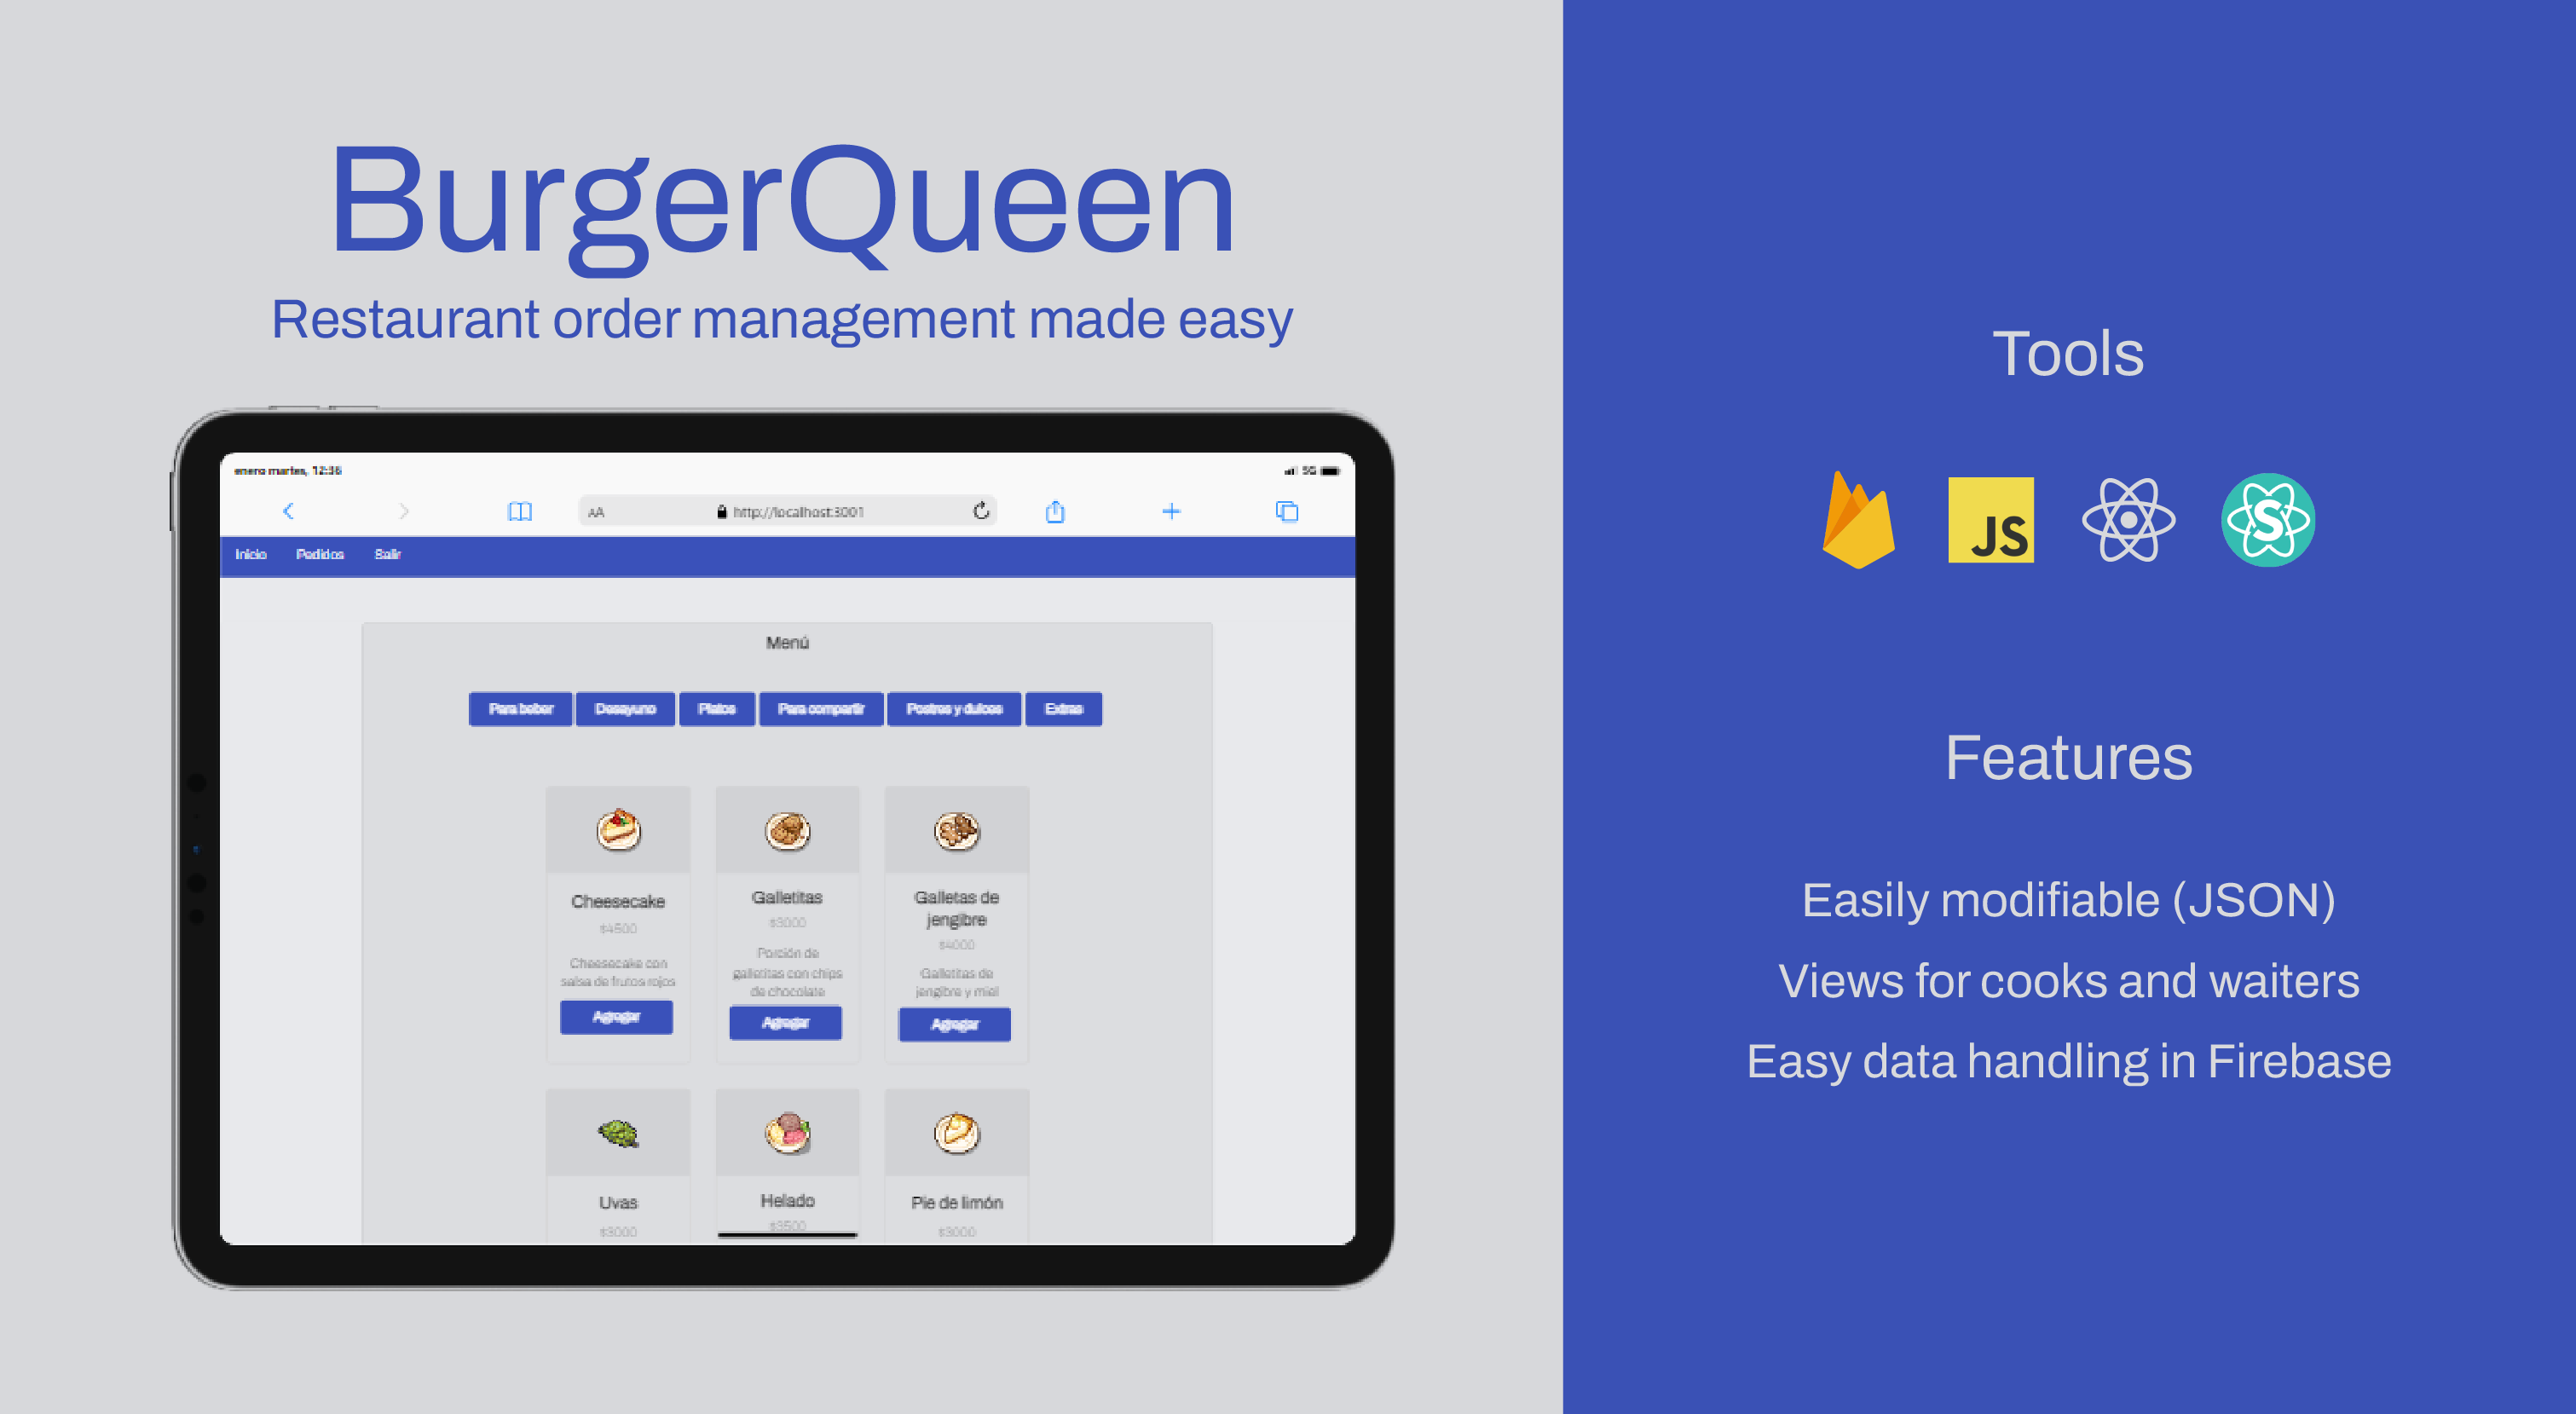 BurgerQueen
Restaurant order management made easy
enero martes, 12:36
5G
AA
http://localhost:3001
Inicio Pedidos Salir
Menú
Para beber Desayuno Platos Para compartir Postres y dulces Extras
Cheesecake
$4500
Cheesecake con
salsa de frutos rojos
Agregar
Galletitas
$3000
Porción de
galletitas con chips
de chocolate
Agregar
Galletas de
jengibre
$4000
Galletitas de
jengibre y miel
Agregar
Uvas
$3000
Helado
$3500
Pie de limón
$3000
Tools
JS
S
Features
Easily modifiable (JSON)
Views for cooks and waiters
Easy data handling in Firebase